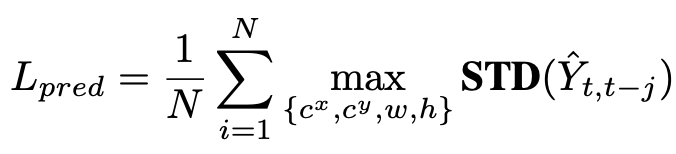 $L_{pred} = \frac{1}{N} \sum_{i=1}^{N} \max_{\{c^x, c^y, w, h\}} \mathbf{STD}(\hat{Y}_{t,t-j})$